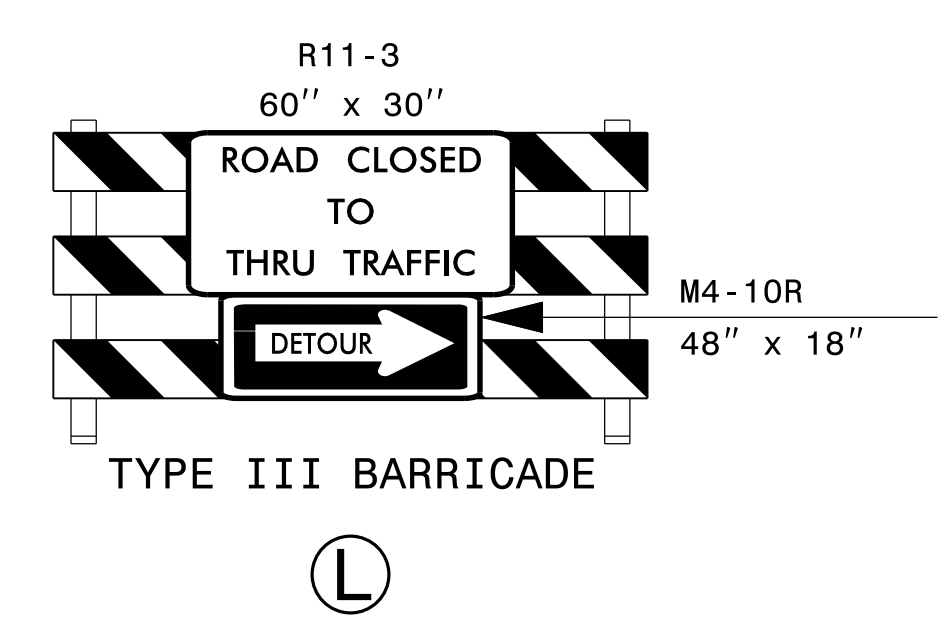 R11-3
60'' x 30''
ROAD CLOSED
TO
THRU TRAFFIC
M4-10R
48" x 18"
DETOUR
TYPE III BARRICADE
L